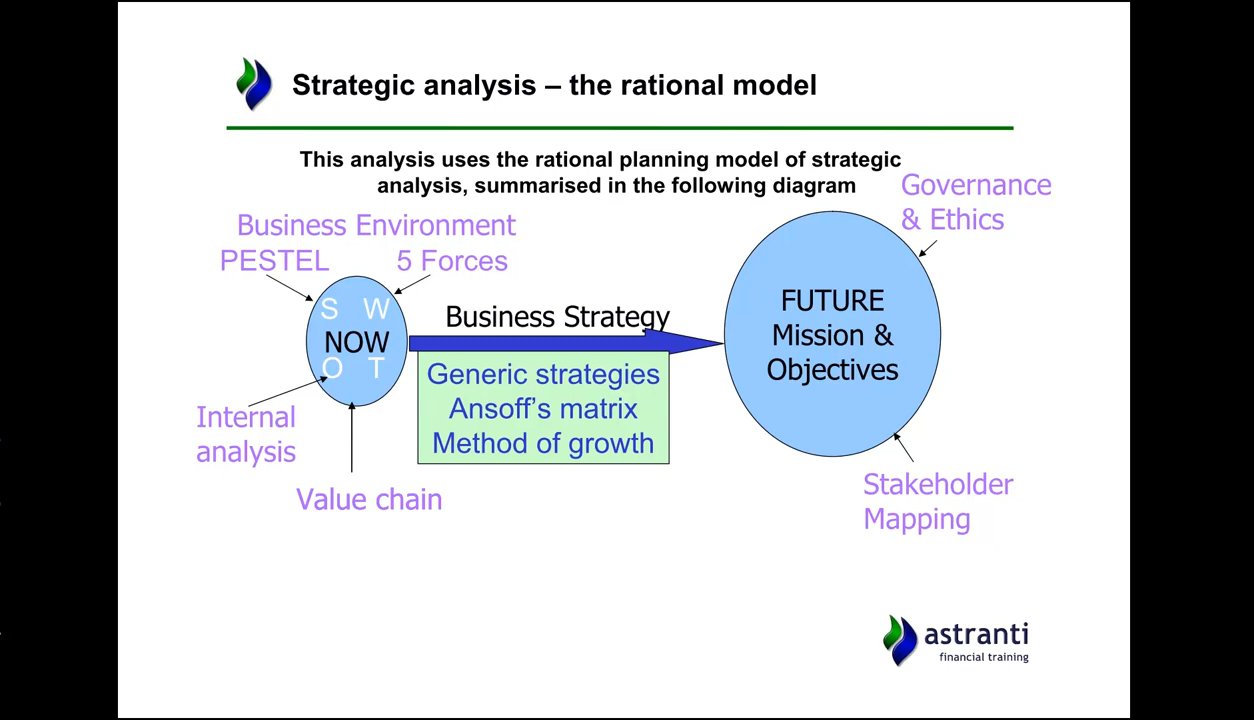 Strategic analysis – the rational model
This analysis uses the rational planning model of strategic
analysis, summarised in the following diagram
Governance
& Ethics
Business Environment
PESTEL 5 Forces
S W
NOW
O T
Business Strategy
Generic strategies
Ansoff's matrix
Method of growth
FUTURE
Mission &
Objectives
Internal
analysis
Value chain
Stakeholder
Mapping
astranti
financial training